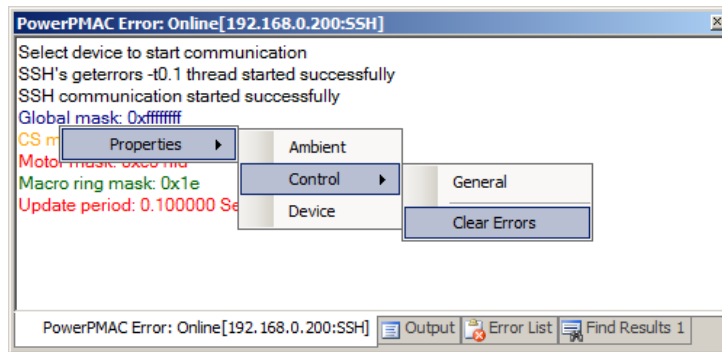 PowerPMAC Error: Online[192.168.0.200:SSH]
Select device to start communication
SSH's geterrors -t0.1 thread started successfully
SSH communication started successfully
Global mask: 0xffffffff
CS
Properties
Ambient
Motor
Macro ring mask: 0x1e
Control
General
Update period: 0.100000 Se
Device
Clear Errors
PowerPMAC Error: Online[192.168.0.200:SSH] Output Error List Find Results 1